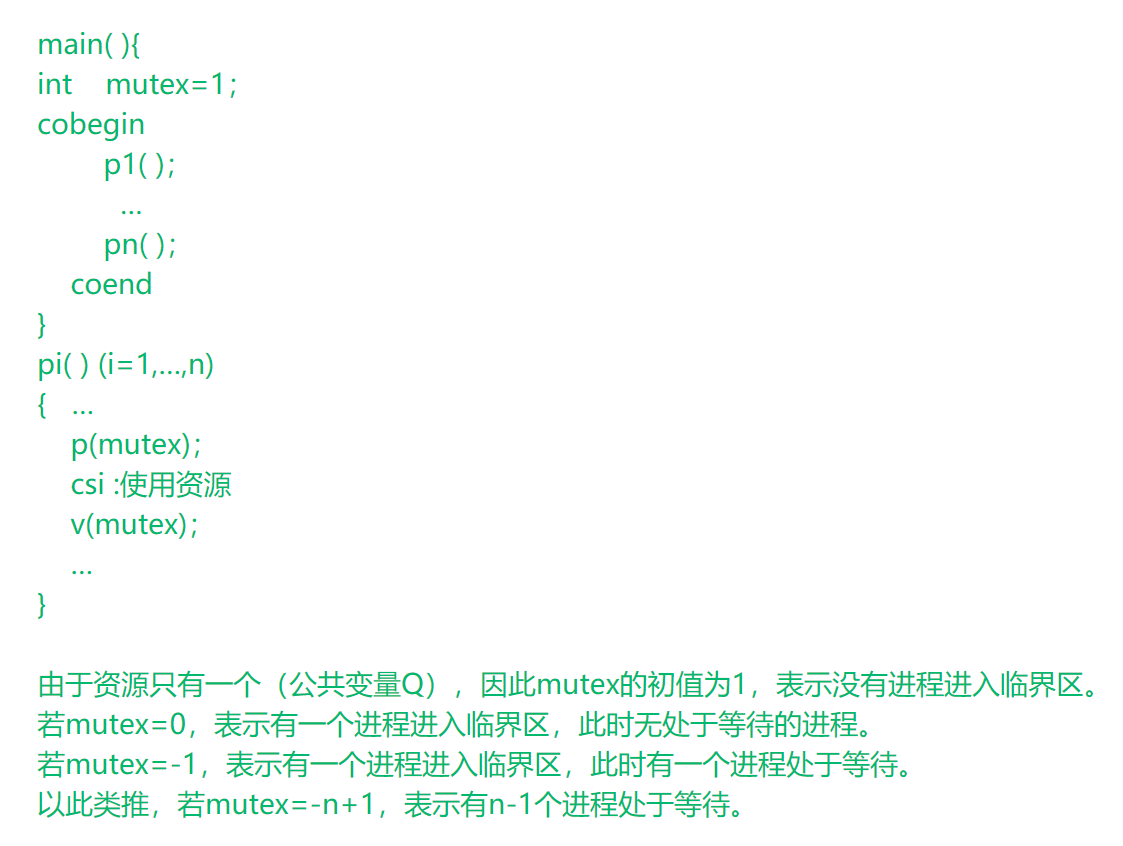 main( ){
int mutex=1；
cobegin
p1( )；
...
pn( )；
coend
}
pi( ) (i=1,...,n)
{ ...
p(mutex)；
csi :使用资源
v(mutex)；
...
}
由于资源只有一个（公共变量Q），因此mutex的初值为1，表示没有进程进入临界区。
若mutex=0，表示有一个进程进入临界区，此时无处于等待的进程。
若mutex=-1，表示有一个进程进入临界区，此时有一个进程处于等待。
以此类推，若mutex=-n+1，表示有n-1个进程处于等待。